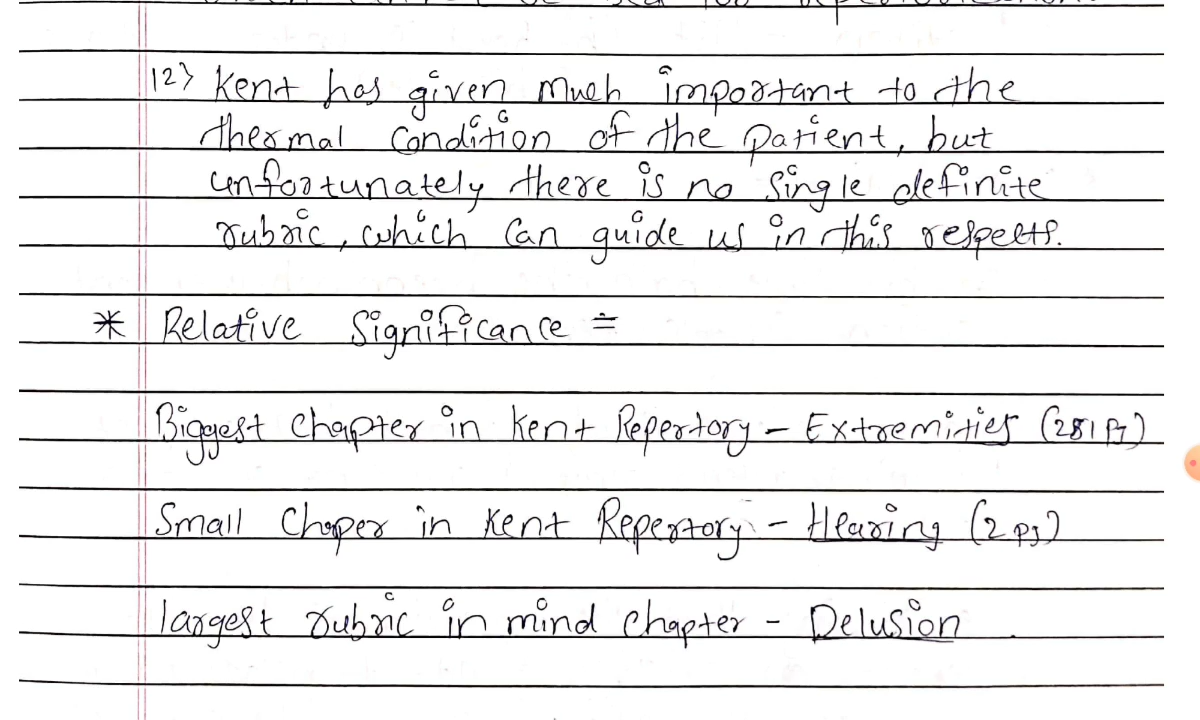 12) Kent has given much important to the
thermal condition of the patient, but
unfortunately there is no single definite
rubric, which can guide us in this respects.
* Relative Significance =
Biggest chapter in Kent Repertory - Extremities (281 Pg)
Small Chaper in Kent Repertory - Hearing (2 pg)
largest rubric in mind chapter - Delusion